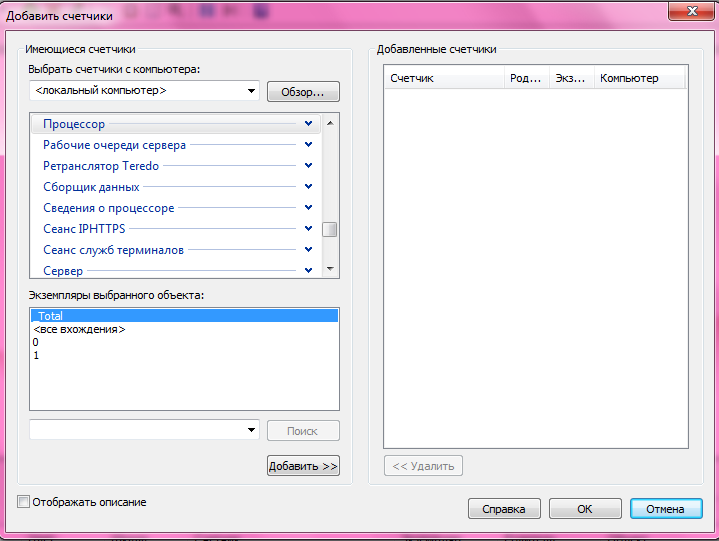 Добавить счетчики
Имеющиеся счетчики
Выбрать счетчики с компьютера:
<локальный компьютер>
Обзор...
Процессор
Рабочие очереди сервера
Ретранслятор Teredo
Сборщик данных
Сведения о процессоре
Сеанс IPHTTPS
Сеанс служб терминалов
Сервер
Экземпляры выбранного объекта:
_Total
<все вхождения>
0
1
Поиск
Добавить >>
Добавленные счетчики
Счетчик Род... Экз... Компьютер
<< Удалить
Отображать описание
Справка
ОК
Отмена